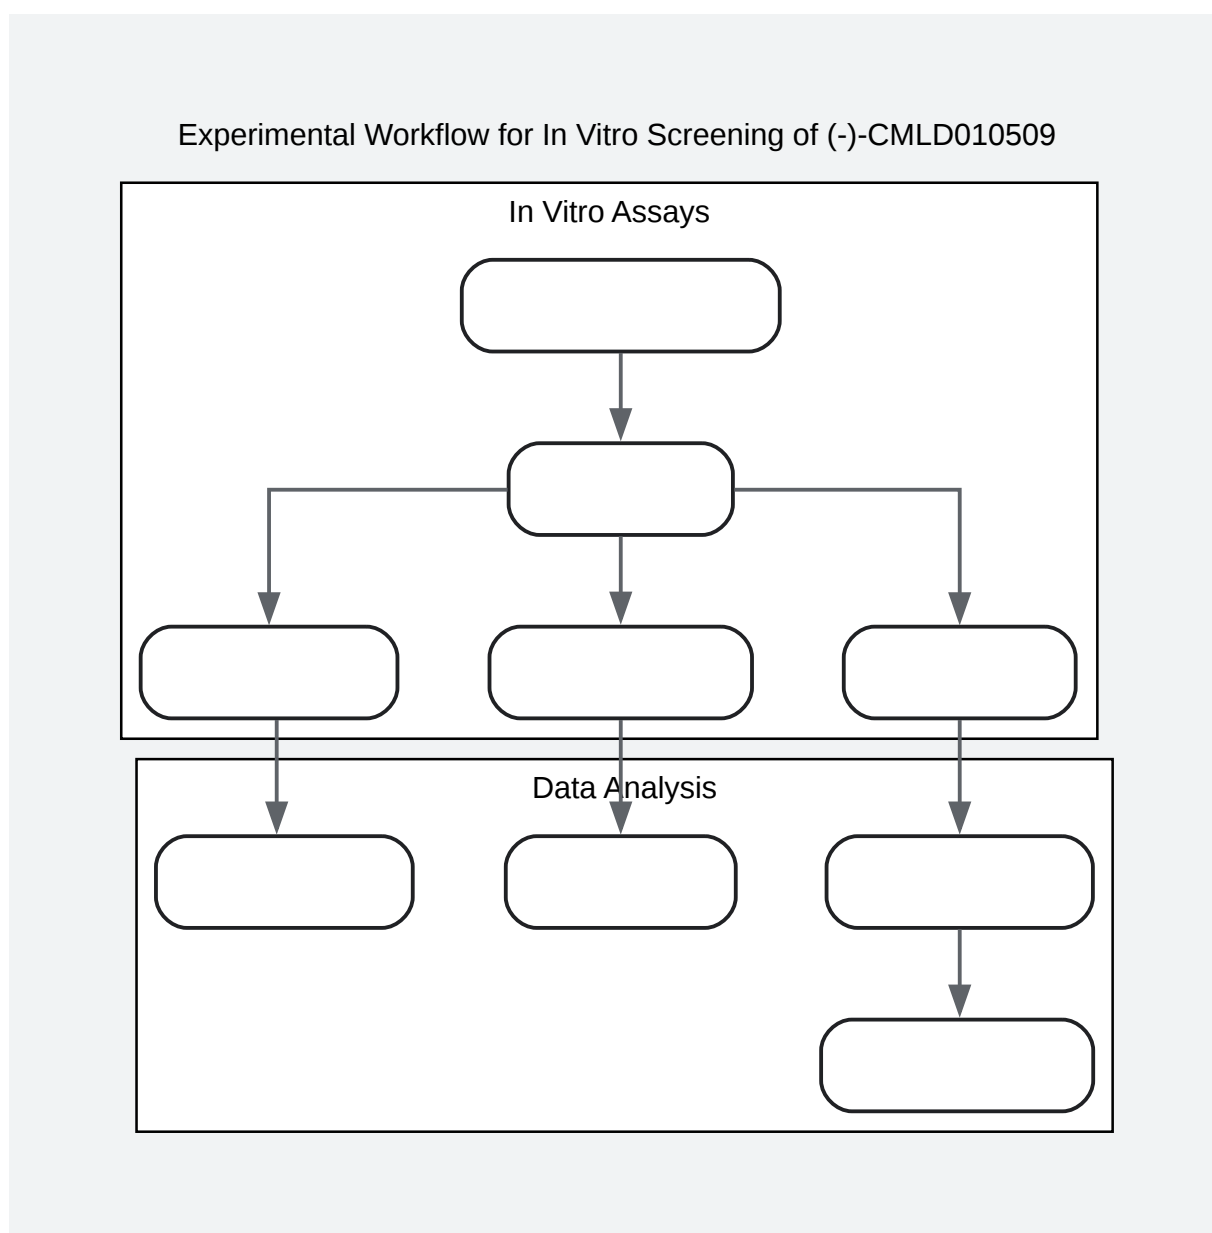 Experimental Workflow for In Vitro Screening of (-)-CMLD010509
In Vitro Assays
Data Analysis